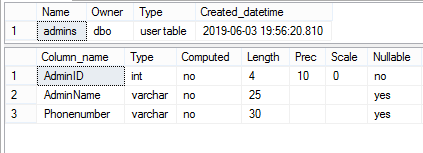 Name Owner Type Created_datetime
1 admins dbo user table 2019-06-03 19:56:20.810
Column_name Type Computed Length Prec Scale Nullable
1 AdminID int no 4 10 0 no
2 AdminName varchar no 25 yes
3 Phonenumber varchar no 30 yes